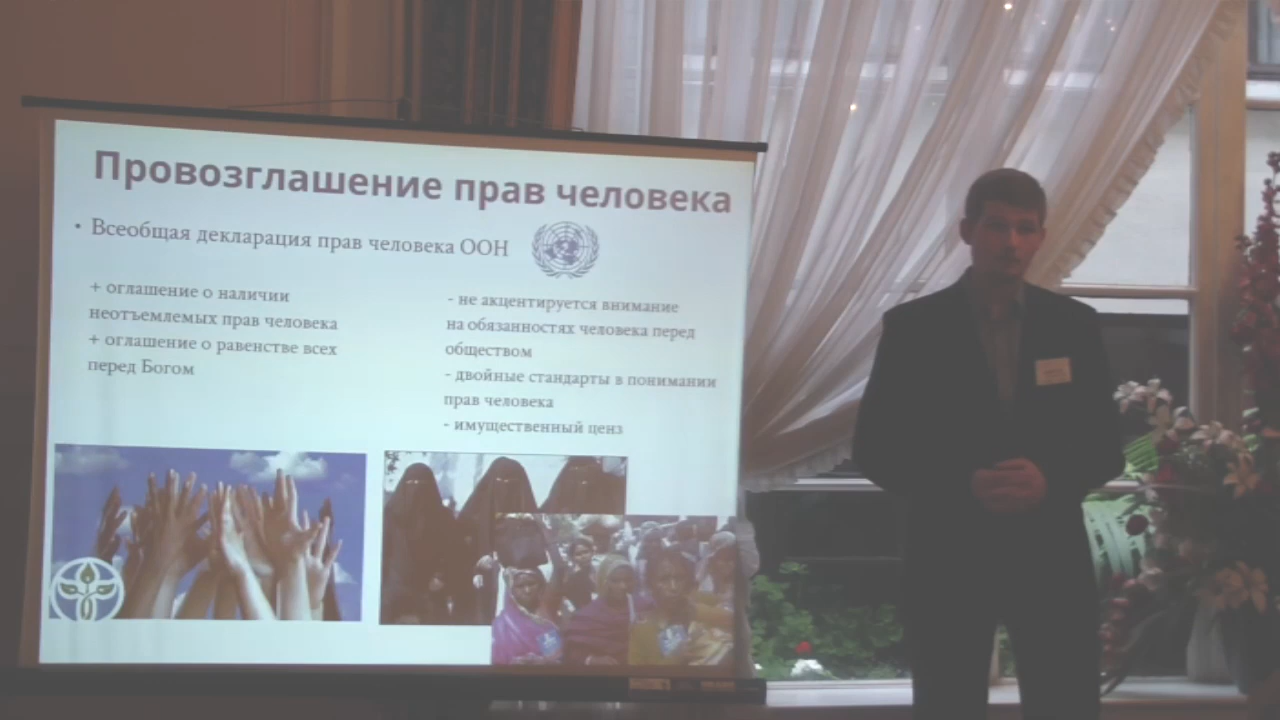 Провозглашение прав человека
• Всеобщая декларация прав человека ООН
+ оглашение о наличии
неотъемлемых прав человека
+ оглашение о равенстве всех
перед Богом
- не акцентируется внимание
на обязанностях человека перед
обществом
- двойные стандарты в понимании
прав человека
- имущественный ценз